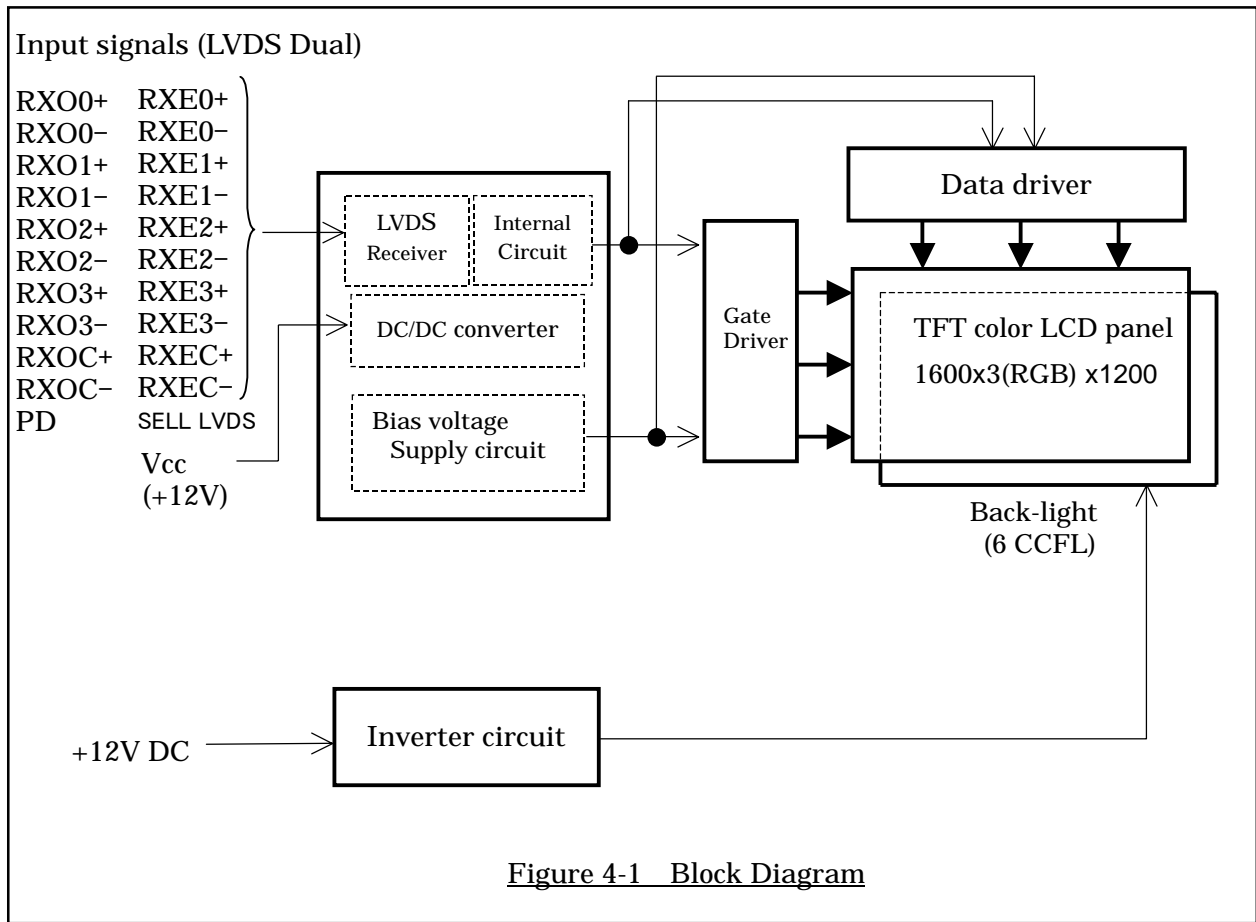 Input signals (LVDS Dual)
RXO0+ RXE0+
RXO0- RXE0-
RXO1+ RXE1+
RXO1- RXE1-
RXO2+ RXE2+
RXO2- RXE2-
RXO3+ RXE3+
RXO3- RXE3-
RXOC+ RXEC+
RXOC- RXEC-
PD SELL LVDS
Vcc
(+12V)
LVDS
Receiver
Internal
Circuit
DC/DC converter
Bias voltage
Supply circuit
Gate
Driver
Data driver
TFT color LCD panel
1600x3(RGB) x1200
Back-light
(6 CCFL)
+12V DC
Inverter circuit
Figure 4-1 Block Diagram